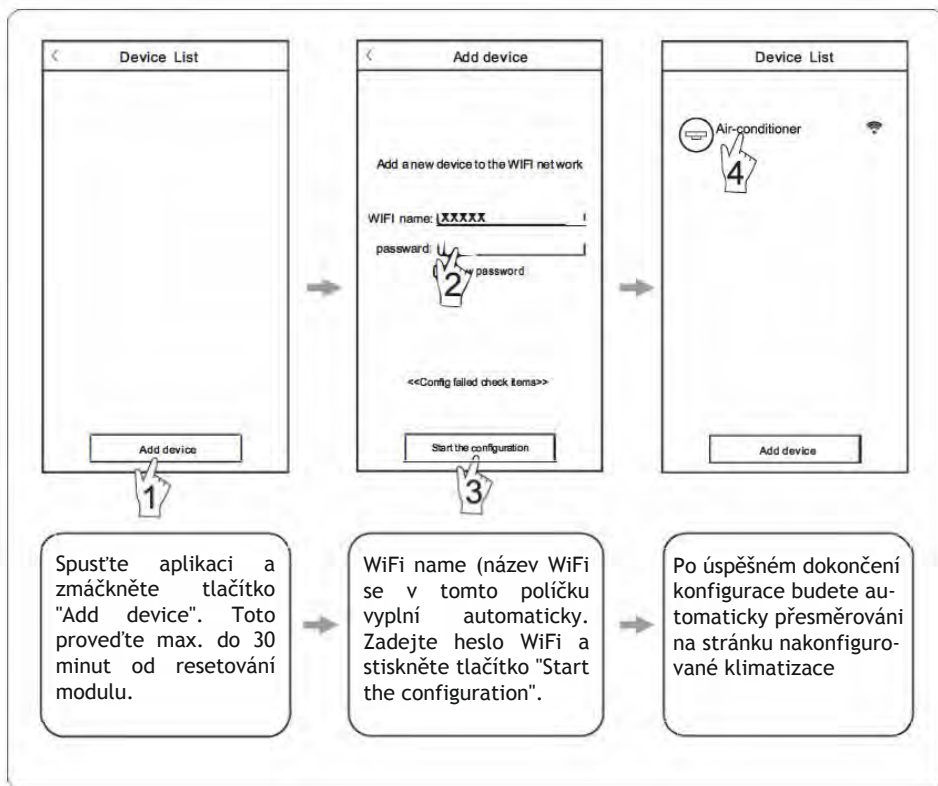 Device List
Add device
1
Add device
Add a new device to the WIFI network
WIFI name: XXXXX
passward:
password
2
<<Config failed check items>>
Start the configuration
3
Device List
Air-conditioner
4
Add device
Spusťte aplikaci a
zmáčkněte tlačítko
"Add device". Toto
proveďte max. do 30
minut od resetování
modulu.
WiFi name (název WiFi
se v tomto políčku
vyplní automaticky.
Zadejte heslo WiFi a
stiskněte tlačítko "Start
the configuration".
Po úspěšném dokončení
konfigurace budete au-
tomaticky přesměrováni
na stránku nakonfiguro-
vané klimatizace